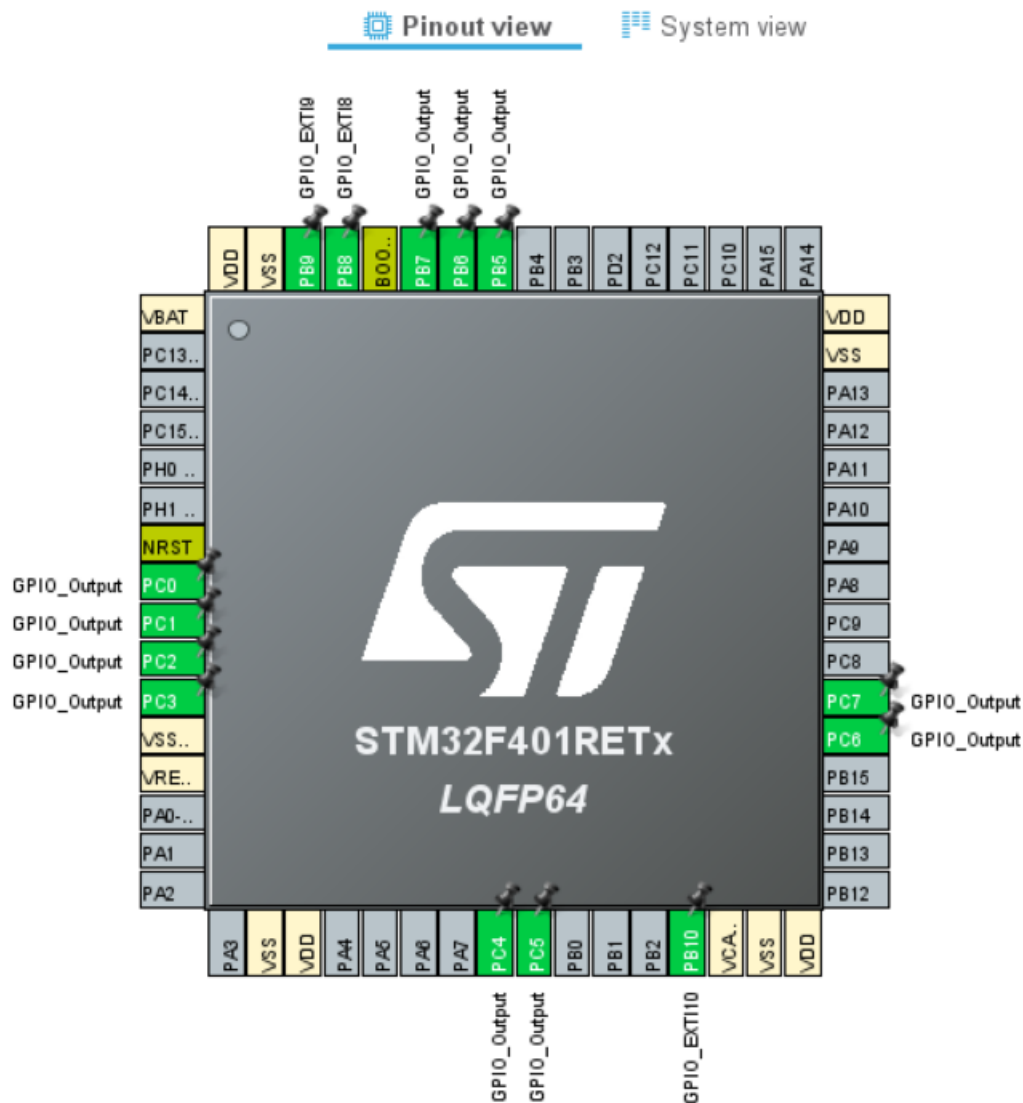 Pinout view
System view
GPIO_EXTI9
GPIO_EXTI8
GPIO_Output
GPIO_Output
GPIO_Output
VDD
VSS
PB9
PB8
BOO..
PB7
PB6
PB5
PB4
PB3
PD2
PC12
PC11
PC10
PA15
PA14
VBAT
PC13..
PC14..
PC15..
PH0 ..
PH1 ..
NRST
GPIO_Output PC0
GPIO_Output PC1
GPIO_Output PC2
GPIO_Output PC3
VSS..
VRE..
PA0-..
PA1
PA2
STM32F401RETx
LQFP64
VDD
VSS
PA13
PA12
PA11
PA10
PA9
PA8
PC9
PC8
PC7 GPIO_Output
PC6 GPIO_Output
PB15
PB14
PB13
PB12
PA3
VSS
VDD
PA4
PA5
PA6
PA7
PC4
PC5
PB0
PB1
PB2
PB10
VCA..
VSS
VDD
GPIO_Output
GPIO_Output
GPIO_EXTI10